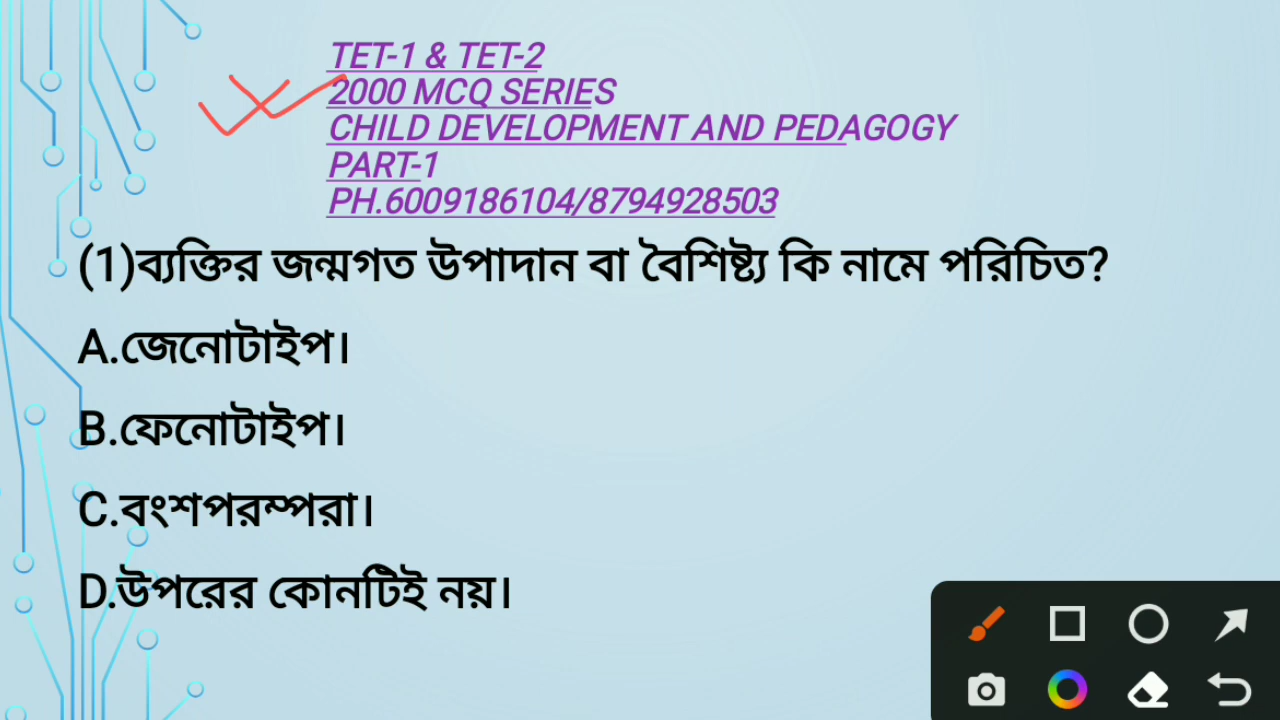 TET-1 & TET-2
2000 MCQ SERIES
CHILD DEVELOPMENT AND PEDAGOGY
PART-1
PH.6009186104/8794928503
(1)ব্যক্তির জন্মগত উপাদান বা বৈশিষ্ট্য কি নামে পরিচিত?
A.জেনোটাইপ।
B.ফেনোটাইপ।
C.বংশপরম্পরা।
D.উপরের কোনটিই নয়।